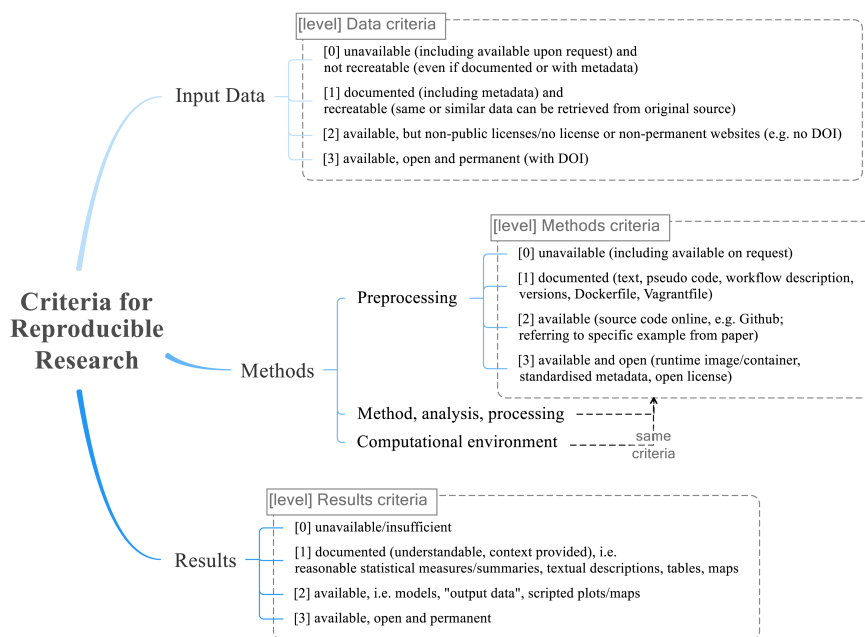 [level] Data criteria
[0] unavailable (including available upon request) and
not recreatable (even if documented or with metadata)
Input Data
[1] documented (including metadata) and
recreatable (same or similar data can be retrieved from original source)
[2] available, but non-public licenses/no license or non-permanent websites (e.g. no DOI)
[3] available, open and permanent (with DOI)
Criteria for
Reproducible
Research
Methods
[level] Methods criteria
Preprocessing
[0] unavailable (including available on request)
[1] documented (text, pseudo code, workflow description,
versions, Dockerfile, Vagrantfile)
[2] available (source code online, e.g. Github;
referring to specific example from paper)
[3] available and open (runtime image/container,
standardised metadata, open license)
Method, analysis, processing
Computational environment
same
criteria
[level] Results criteria
Results
[0] unavailable/insufficient
[1] documented (understandable, context provided), i.e.
reasonable statistical measures/summaries, textual descriptions, tables, maps
[2] available, i.e. models, "output data", scripted plots/maps
[3] available, open and permanent